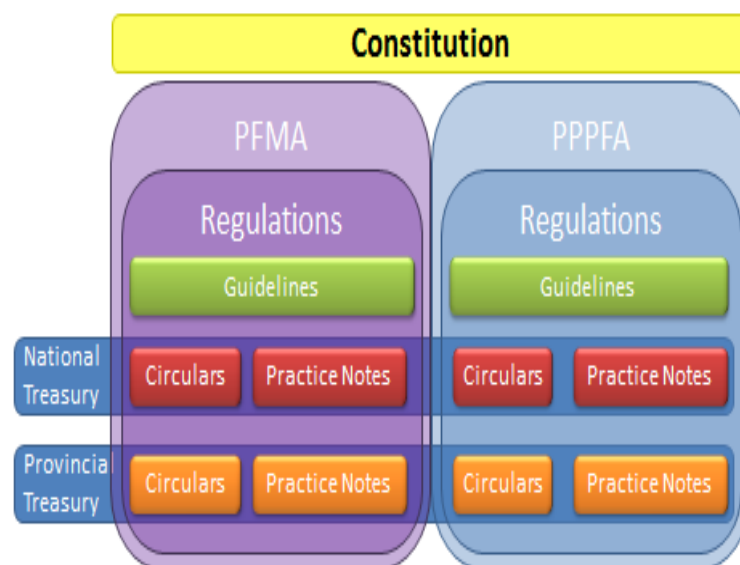 Constitution
PFMA
PPPFA
Regulations
Regulations
Guidelines
Guidelines
National
Treasury
Circulars
Practice Notes
Circulars
Practice Notes
Provincial
Treasury
Circulars
Practice Notes
Circulars
Practice Notes